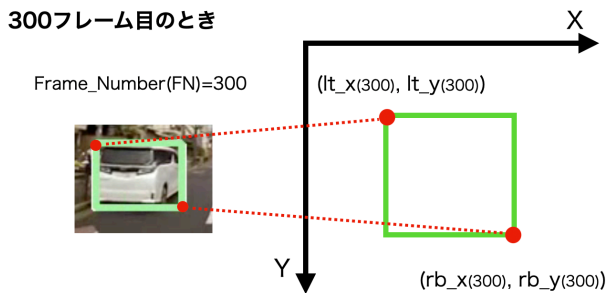 300フレーム目のとき
X
Frame_Number(FN)=300
(lt_x(300), lt_y(300))
Y
(rb_x(300), rb_y(300))